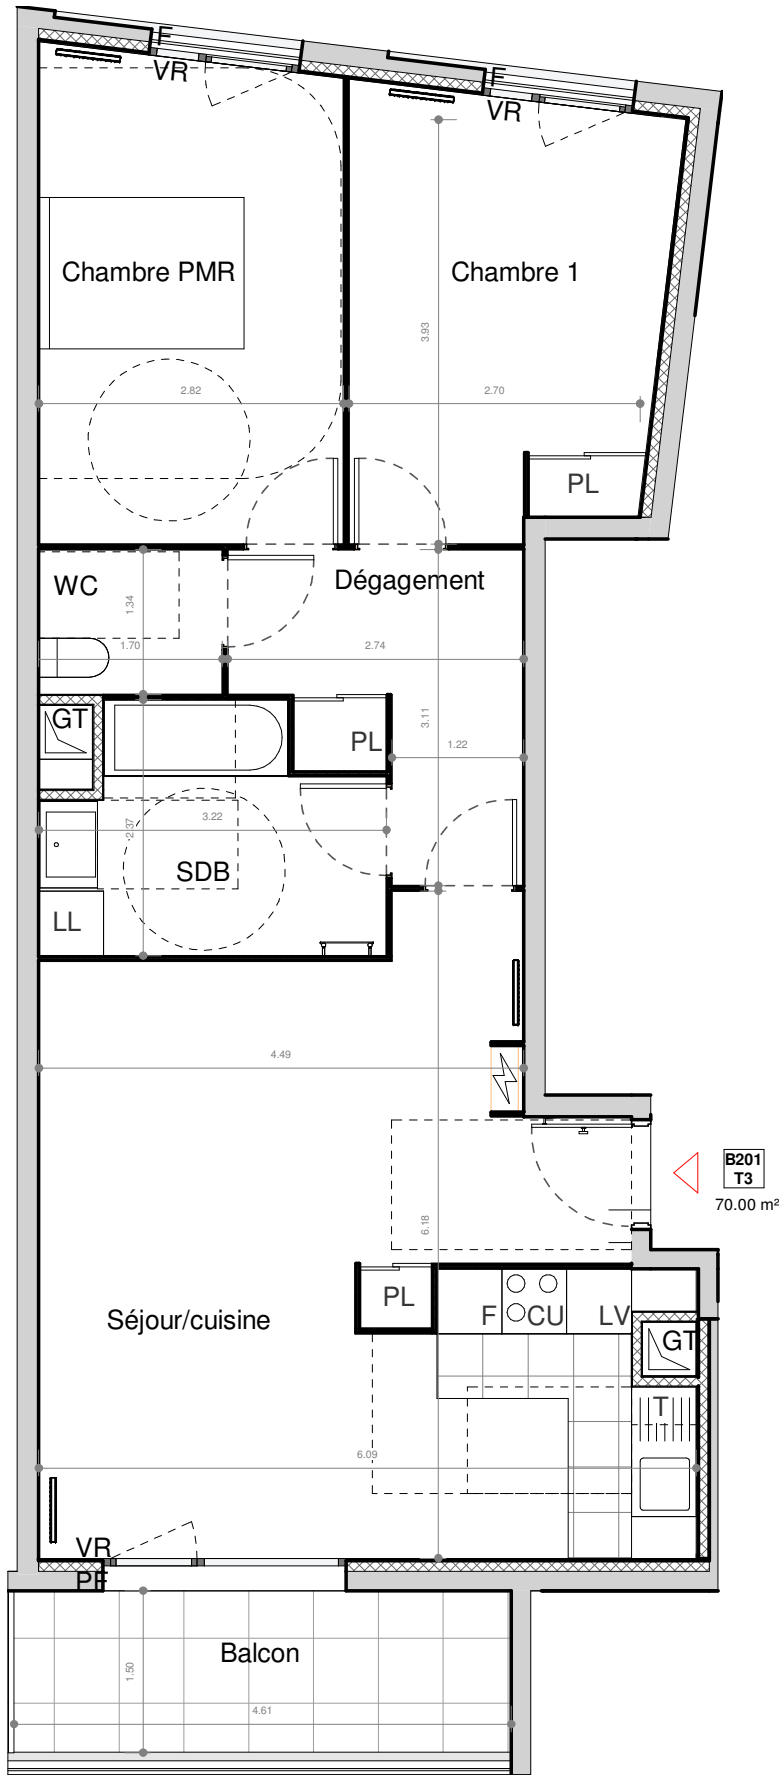 F
VR
F
VR
Chambre PMR
Chambre 1
3.93
2.82
2.70
PL
WC
Dégagement
1.34
1.70
2.74
GT
PL
3.11
1.22
3.22
2.37
SDB
LL
4.49
B201
T3
70.00 m²
6.18
PL
F
CU
LV
Séjour/cuisine
GT
T
6.09
VR
PF
Balcon
1.50
4.61